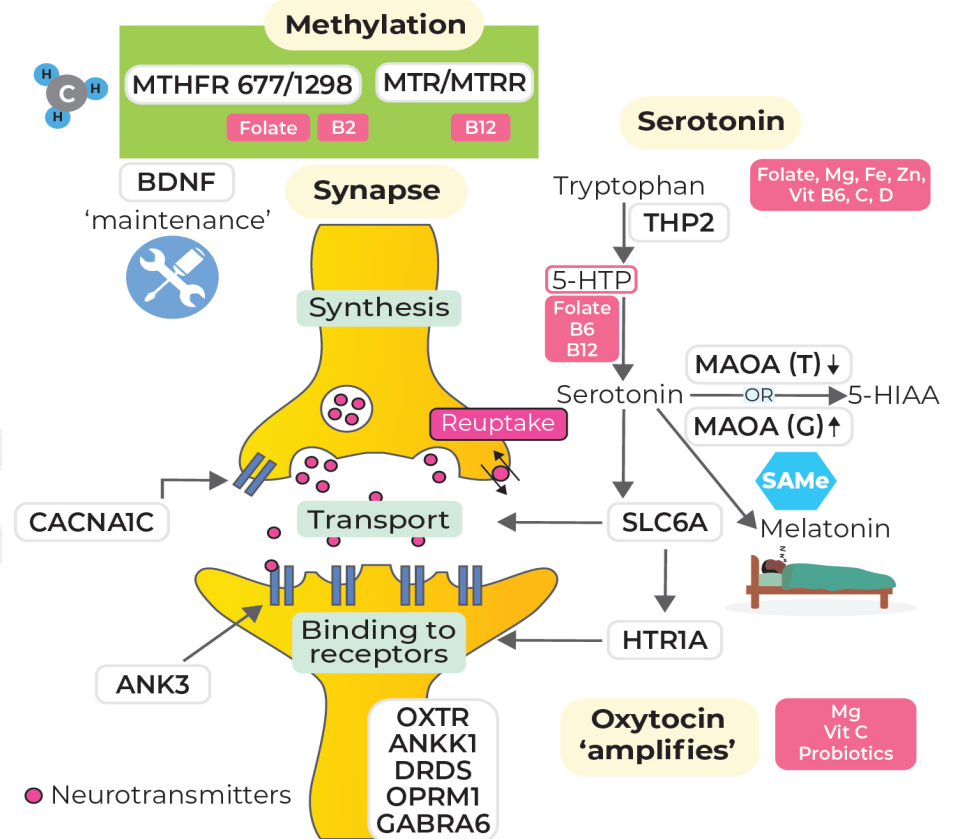 Methylation
H
H
C
H
MTHFR 677/1298
MTR/MTRR
Folate
B2
B12
BDNF
‘maintenance’
Synapse
Synthesis
Reuptake
CACNA1C
Transport
Binding to
receptors
ANK3
OXTR
ANKK1
DRDS
OPRM1
GABRA6
Neurotransmitters
Serotonin
Tryptophan
Folate, Mg, Fe, Zn,
Vit B6, C, D
THP2
5-HTP
Folate
B6
B12
Serotonin
MAOA (T)
OR
5-HIAA
MAOA (G)
SAMe
SLC6A
Melatonin
z
z
z
HTR1A
Oxytocin
‘amplifies’
Mg
Vit C
Probiotics